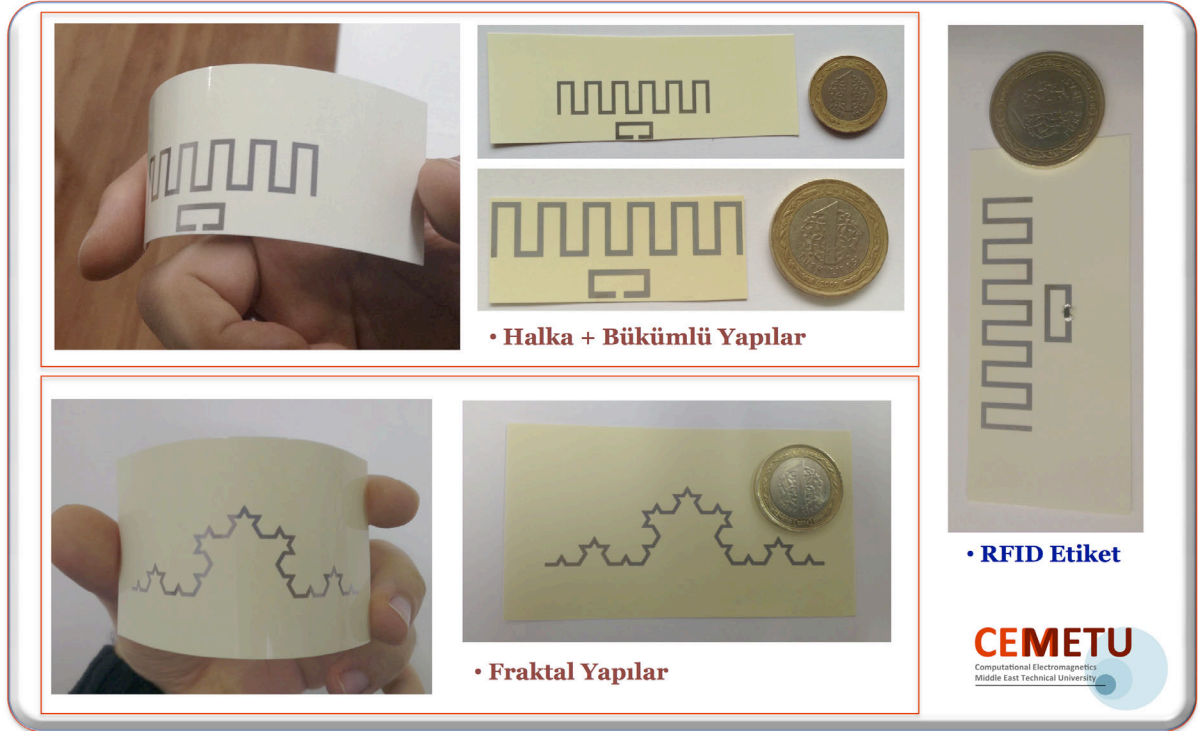 • Halka + Bükümlü Yapılar
• Fraktal Yapılar
• RFID Etiket
CEMETU
Computational Electromagnetics
Middle East Technical University